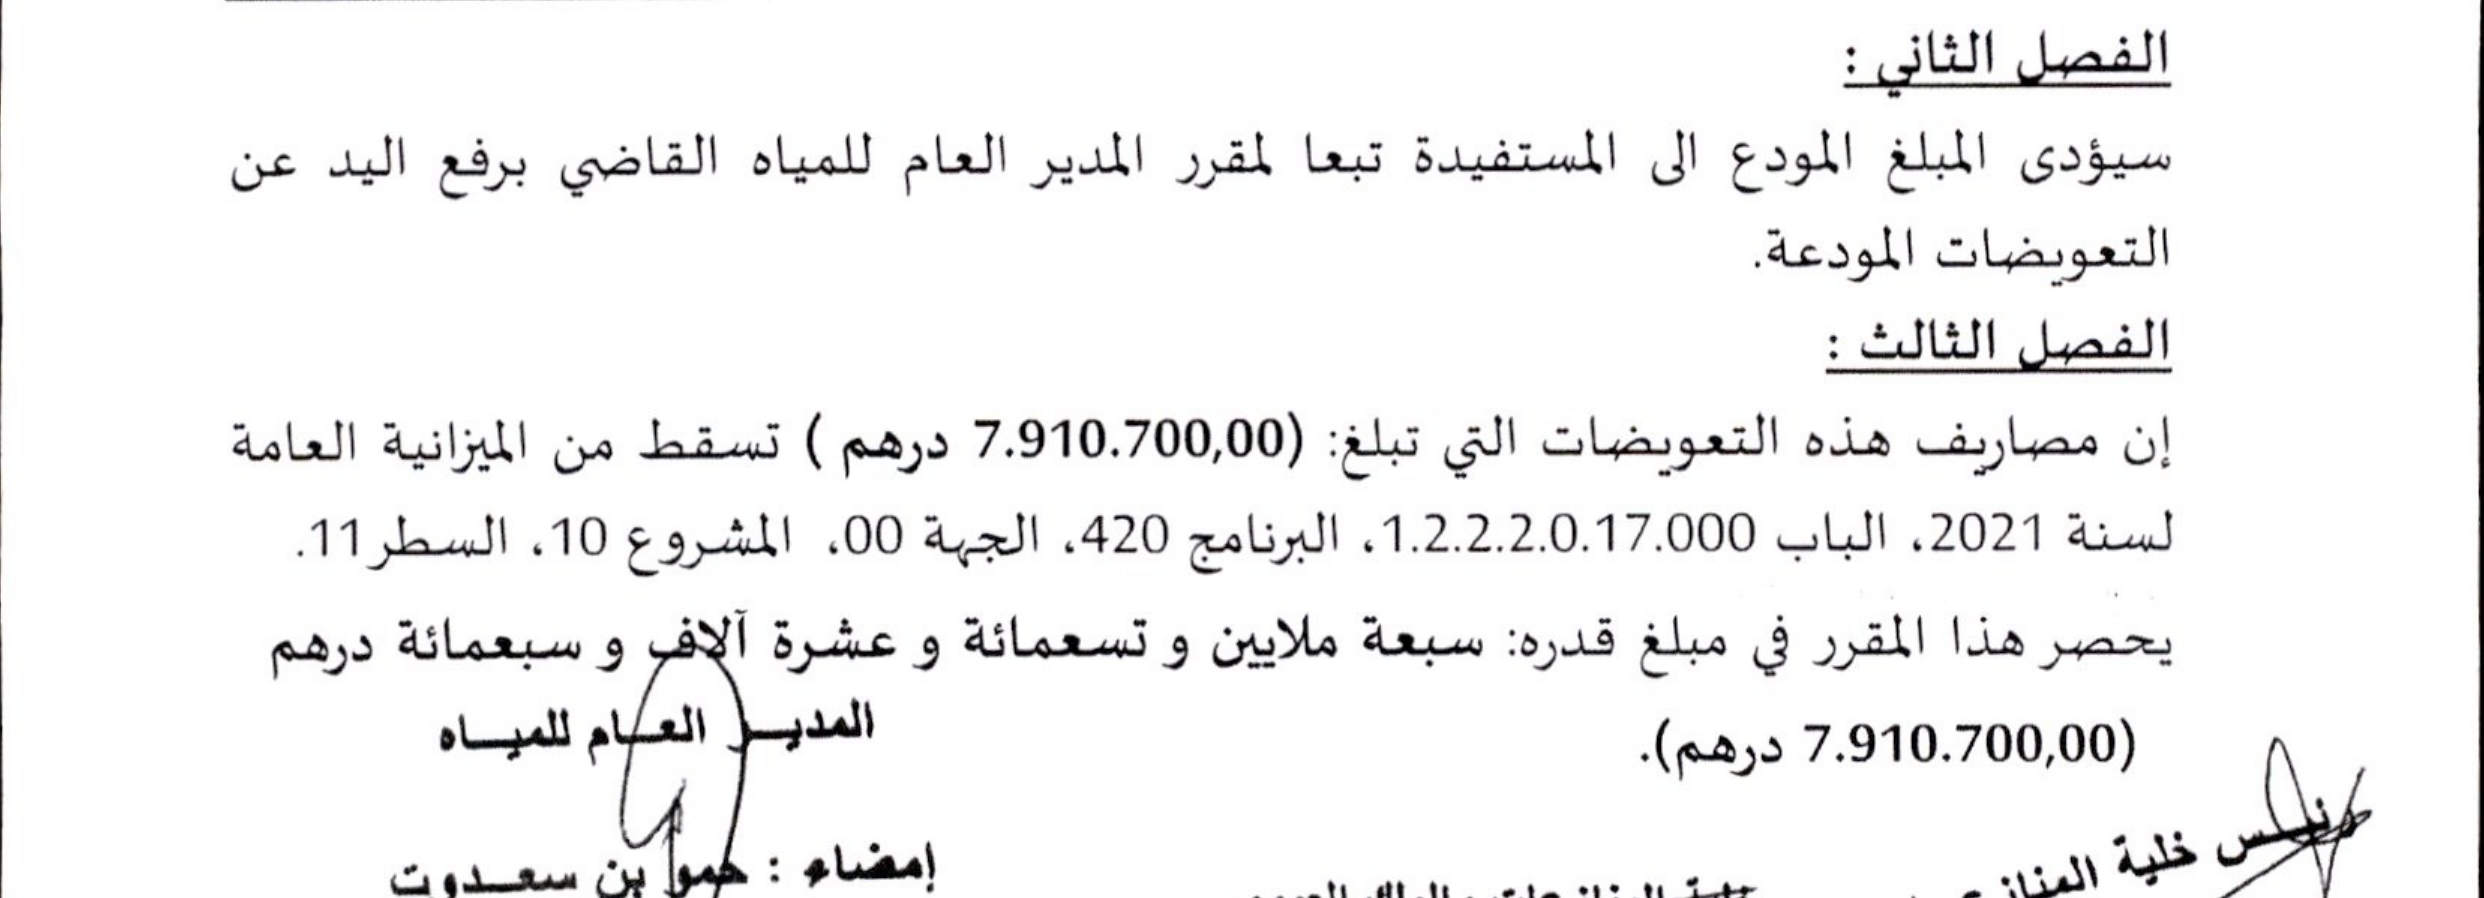 الفصل الثاني :
سيؤدى المبلغ المودع الى المستفيدة تبعا لمقرر المدير العام للمياه القاضي برفع اليد عن
التعويضات المودعة.
الفصل الثالث :
إن مصاريف هذه التعويضات التي تبلغ: (7.910.700,00 درهم ) تسقط من الميزانية العامة
لسنة 2021، الباب 1.2.2.2.0.17.000، البرنامج 420، الجهة 00، المشروع 10، السطر11.
يحصر هذا المقرر في مبلغ قدره: سبعة ملايين و تسعمائة و عشرة آلاف و سبعمائة درهم
(7.910.700,00 درهم).
المدير العام للمياه
إمضاء : حمو بن سعدوت
رئيس خلية